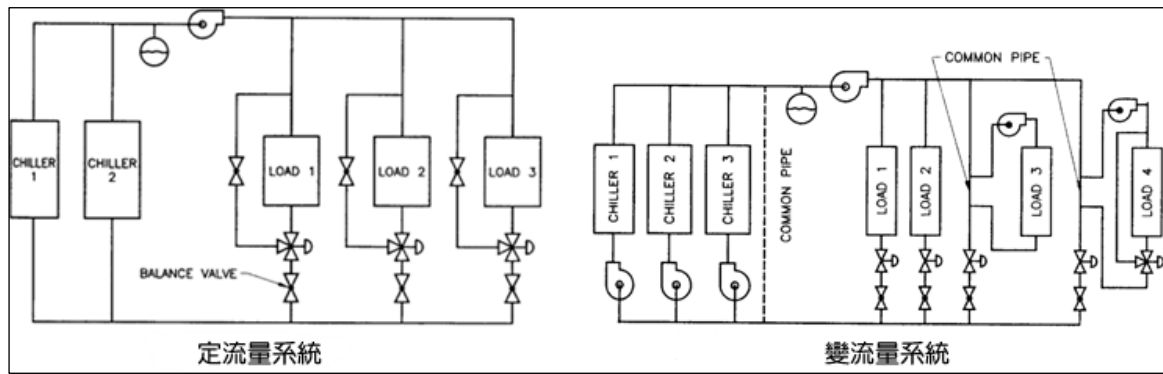 CHILLER 1
CHILLER 2
LOAD 1
LOAD 2
LOAD 3
BALANCE VALVE
定流量系統
COMMON PIPE
CHILLER 1
CHILLER 2
CHILLER 3
COMMON PIPE
LOAD 1
LOAD 2
LOAD 3
LOAD 4
變流量系統